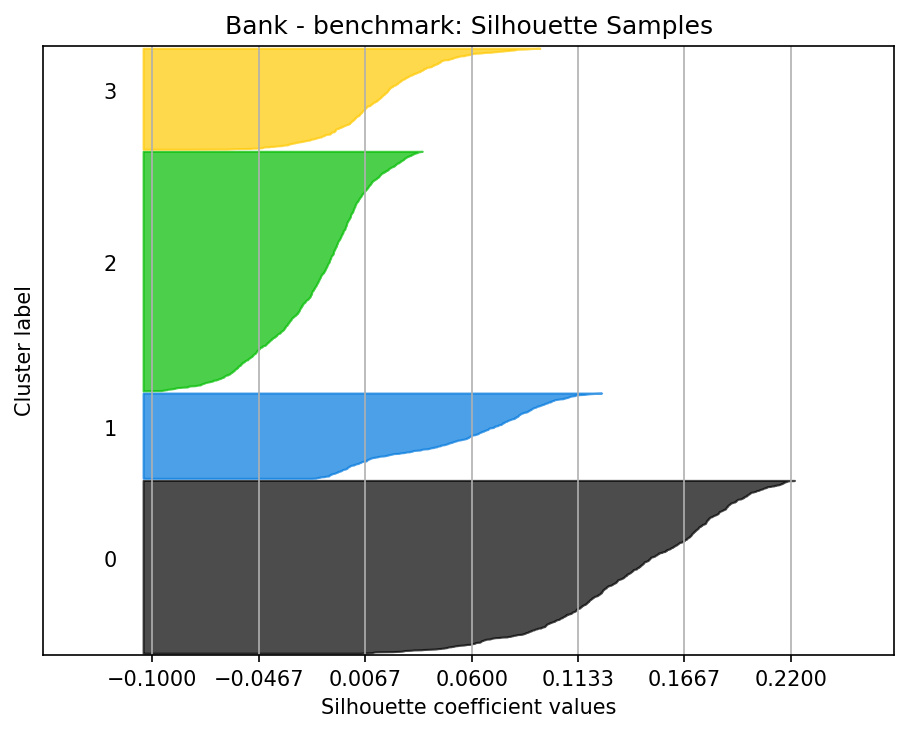 Bank - benchmark: Silhouette Samples
3
2
1
0
Cluster label
−0.1000 −0.0467 0.0067 0.0600 0.1133 0.1667 0.2200
Silhouette coefficient values